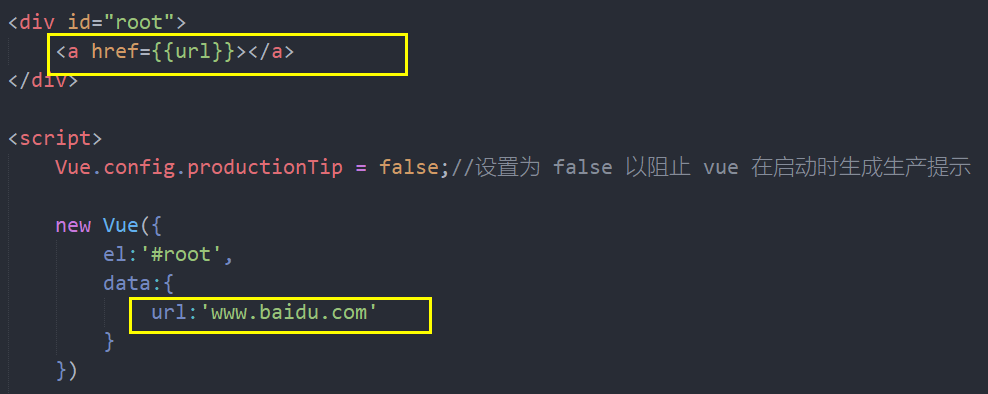 <div id="root">
<a href={{url}}></a>
</div>
<script>
Vue.config.productionTip = false;//设置为 false 以阻止 vue 在启动时生成生产提示
new Vue({
el:'#root',
data:{
url:'www.baidu.com'
}
})